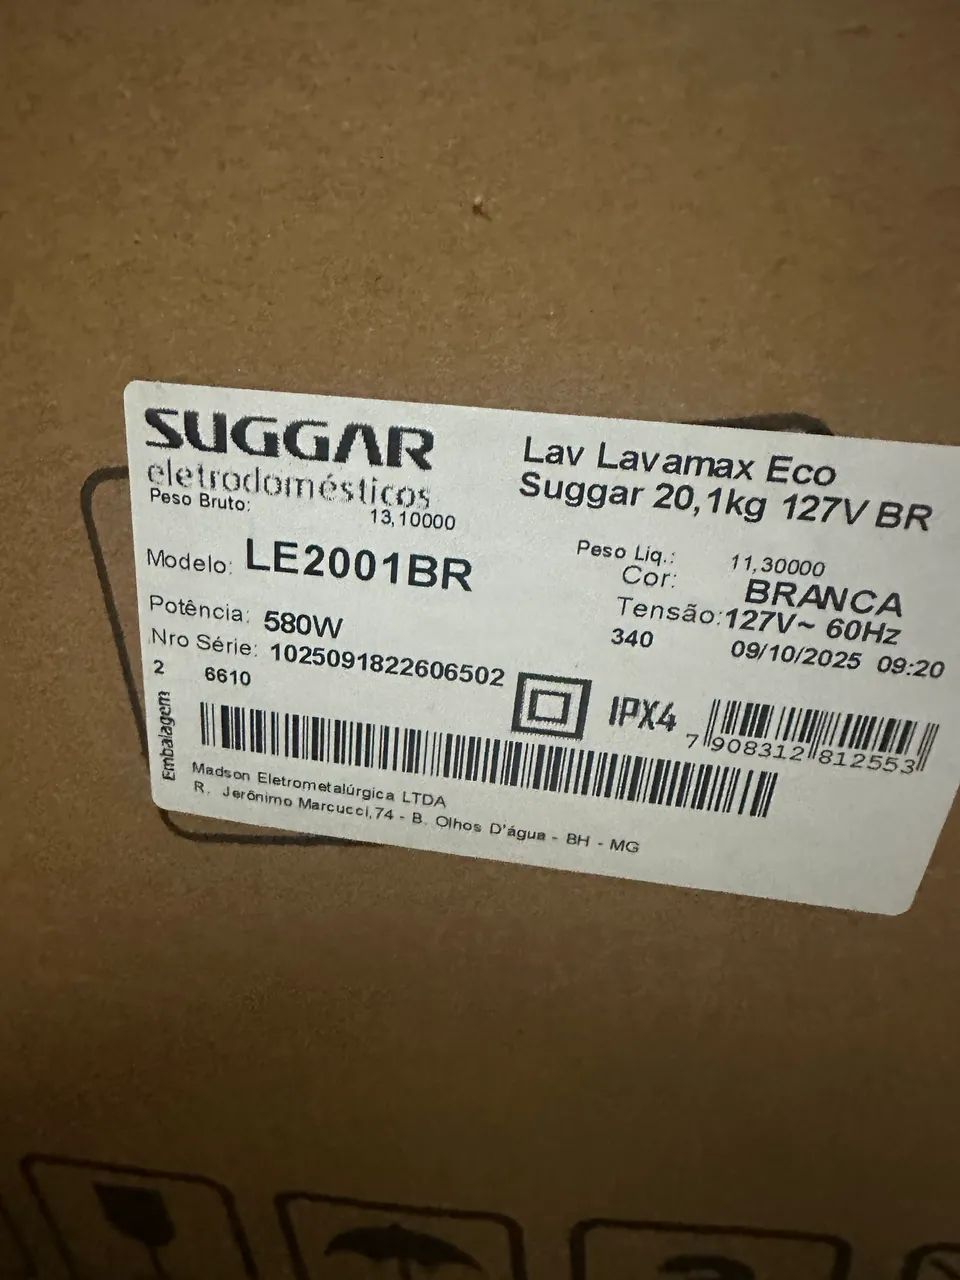 SUGGAR
eletrodomésticos
Peso Bruto: 13,10000
Lav Lavamax Eco
Suggar 20,1kg 127V BR
Modelo: LE2001BR
Peso Liq.: 11,30000
Cor: BRANCA
Potência: 580W
Tensão: 127V~ 60Hz
Nro Série: 1025091822606502
340 09/10/2025 09:20
2 6610
Embalagem
IPX4
7 908312 812553
Madson Eletrometalúrgica LTDA
R. Jerônimo Marcucci,74 - B. Olhos D'água - BH - MG